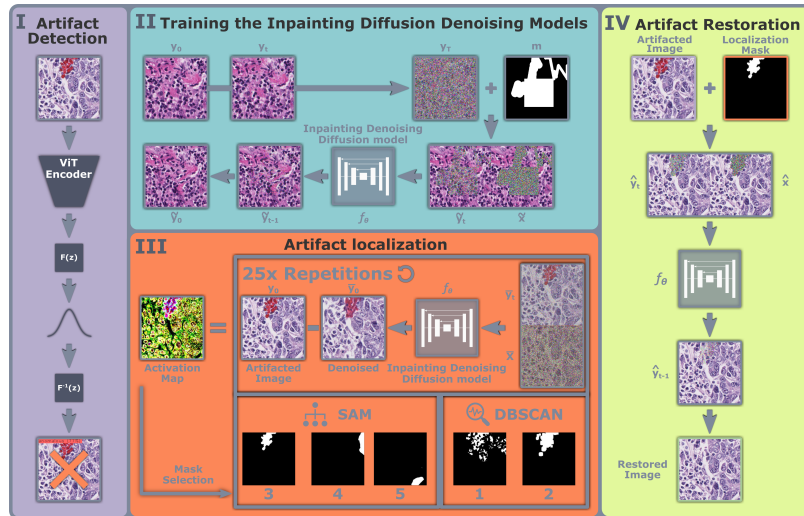 I Artifact
Detection
ViT
Encoder
F(z)
F⁻¹(z)
II Training the Inpainting Diffusion Denoising Models
y₀ yₜ y_T m
+
Inpainting Denoising
Diffusion model
ỹ₀ ỹₜ₋₁ f_θ ỹₜ x̃
III Artifact localization
25x Repetitions
y₀ ỹ₀ f_θ ỹₜ
= −
x̃
Activation
Map
Artifacted
Image
Denoised
Inpainting Denoising
Diffusion model
Mask
Selection
SAM
3 4 5
DBSCAN
1 2
IV Artifact Restoration
Artifacted
Image
Localization
Mask
+
ŷₜ x̂
f_θ
ŷₜ₋₁
Restored
Image